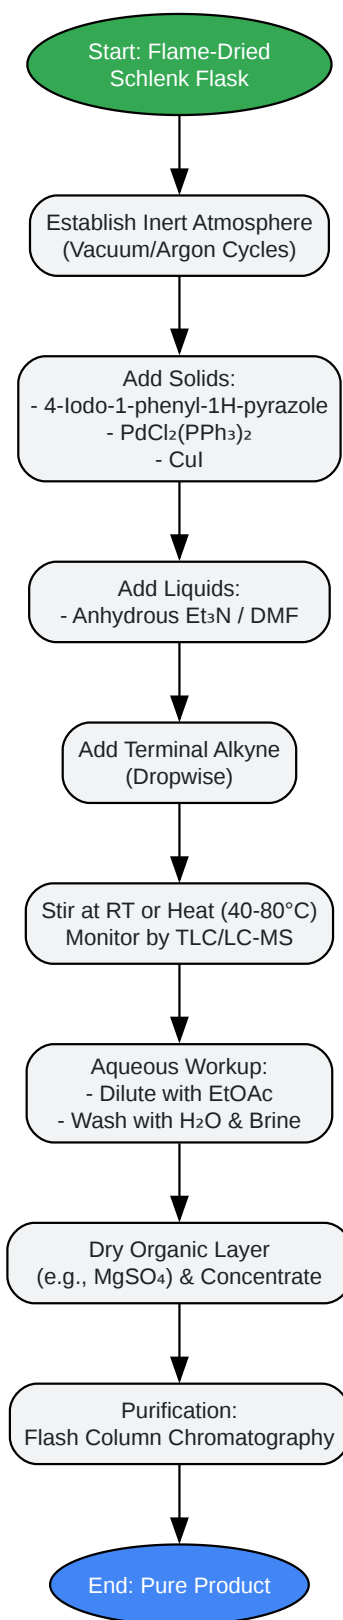 Start: Flame-Dried
Schlenk Flask
Establish Inert Atmosphere
(Vacuum/Argon Cycles)
Add Solids:
- 4-Iodo-1-phenyl-1H-pyrazole
- PdCl₂(PPh₃)₂
- CuI
Add Liquids:
- Anhydrous Et₃N / DMF
Add Terminal Alkyne
(Dropwise)
Stir at RT or Heat (40-80°C)
Monitor by TLC/LC-MS
Aqueous Workup:
- Dilute with EtOAc
- Wash with H₂O & Brine
Dry Organic Layer
(e.g., MgSO₄) & Concentrate
Purification:
Flash Column Chromatography
End: Pure Product